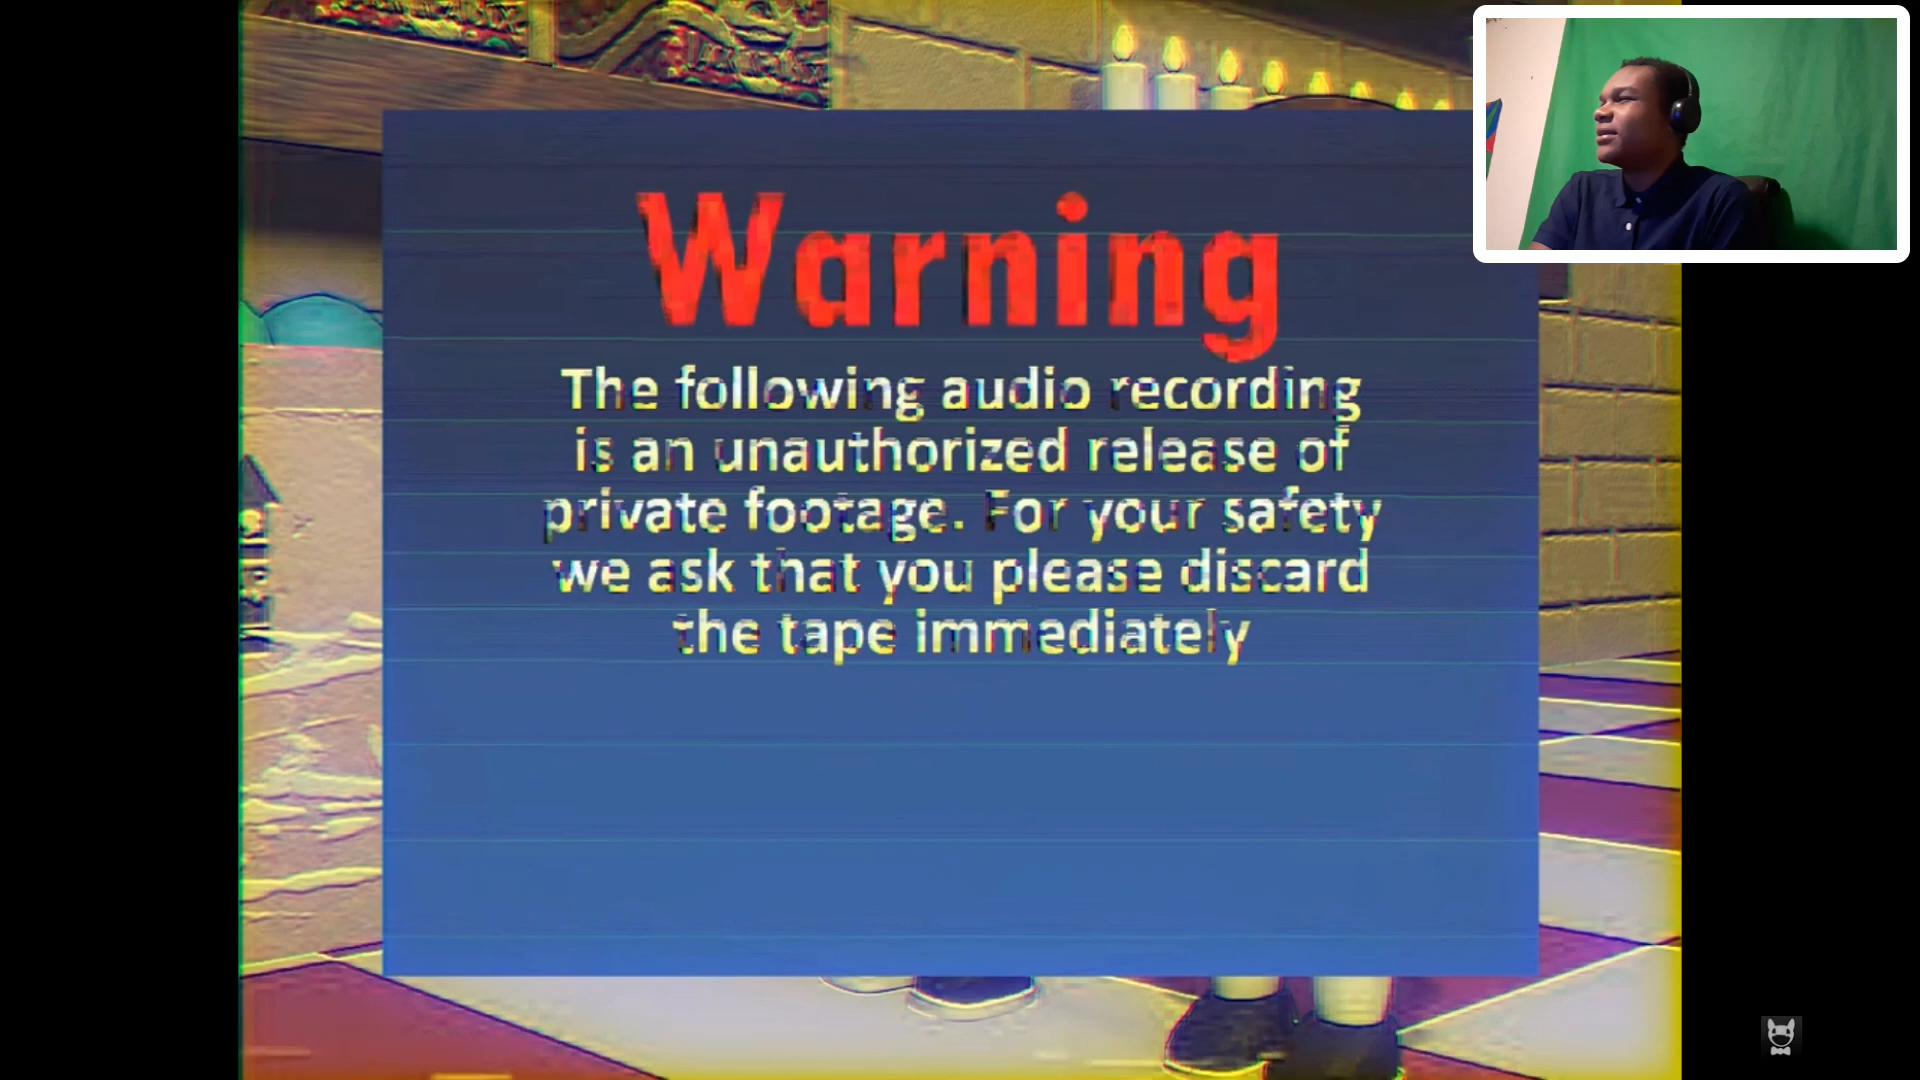 Warning
The following audio recording
is an unauthorized release of
private footage. For your safety
we ask that you please discard
the tape immediately